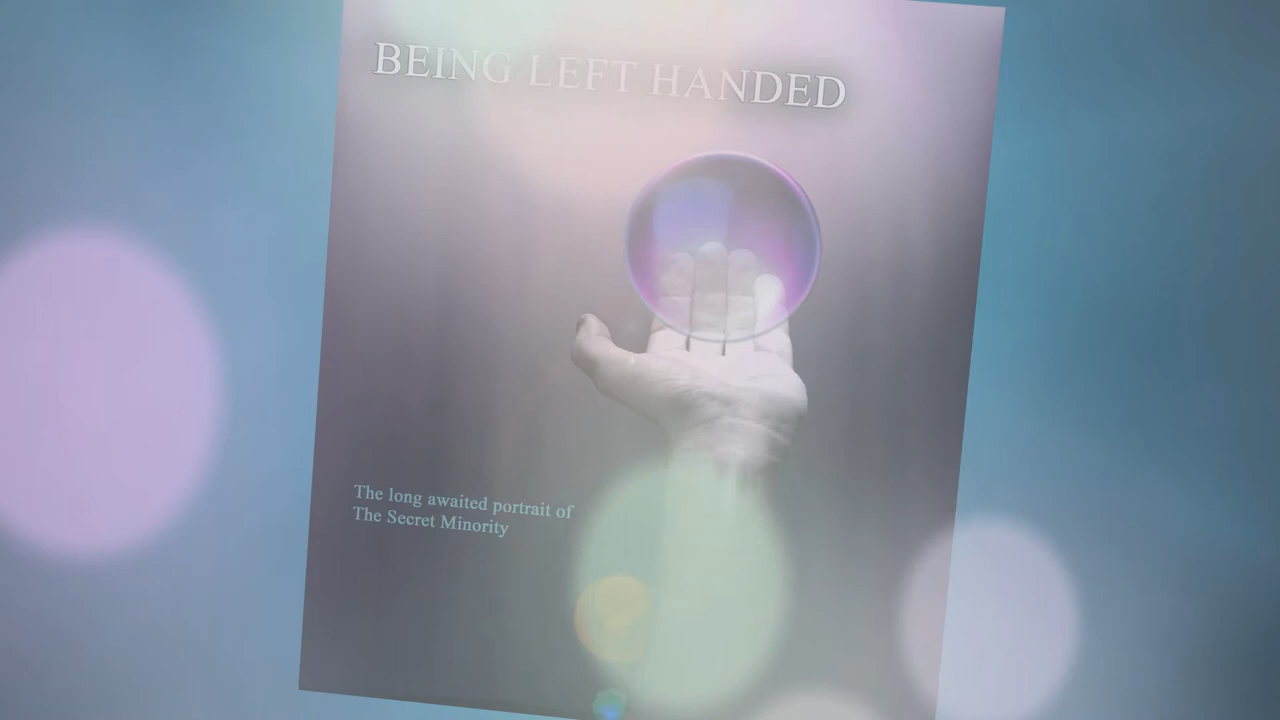 BEING LEFT HANDED
The long awaited portrait of
The Secret Minority